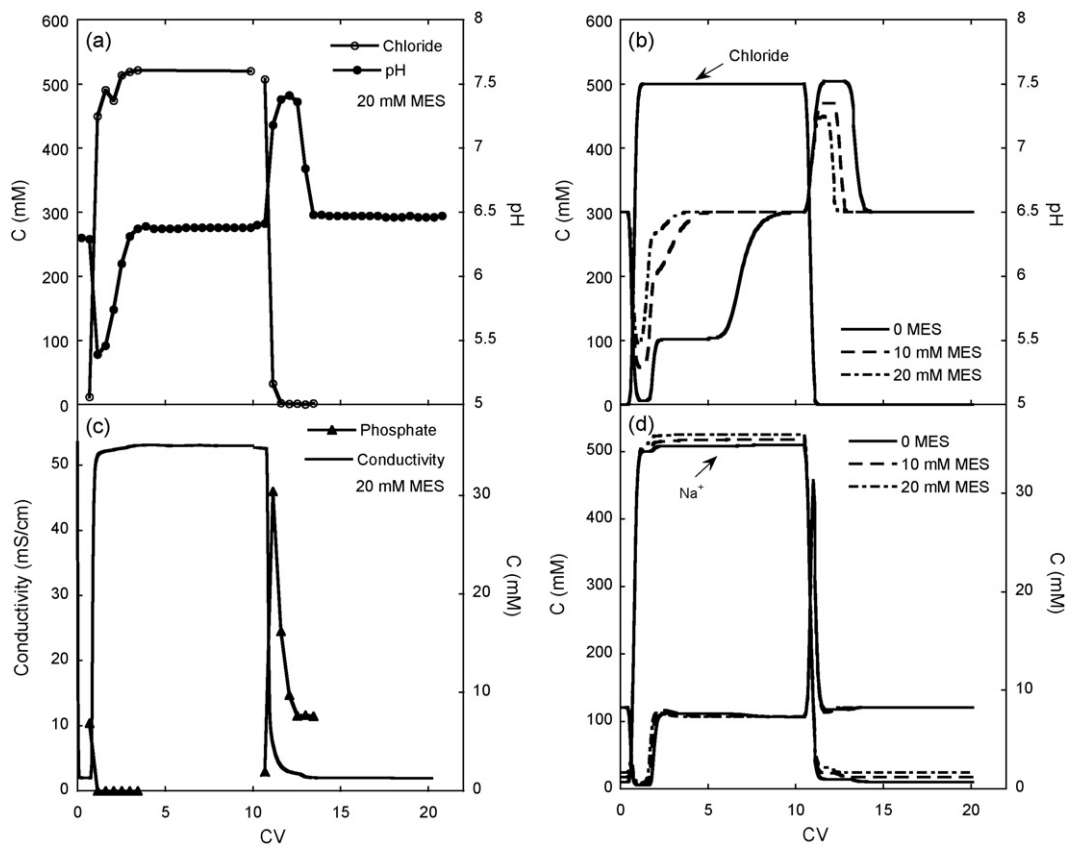 600
500
400
300
200
100
0
C (mM)
(a)
Chloride
pH
20 mM MES
8
7.5
7
6.5
6
5.5
5
pH
600
500
400
300
200
100
0
C (mM)
(b)
Chloride
0 MES
10 mM MES
20 mM MES
8
7.5
7
6.5
6
5.5
5
pH
50
40
30
20
10
0
Conductivity (mS/cm)
(c)
Phosphate
Conductivity
20 mM MES
30
20
10
0
C (mM)
0
5
10
15
20
CV
500
400
300
200
100
0
C (mM)
(d)
Na+
0 MES
10 mM MES
20 mM MES
30
20
10
0
C (mM)
0
5
10
15
20
CV